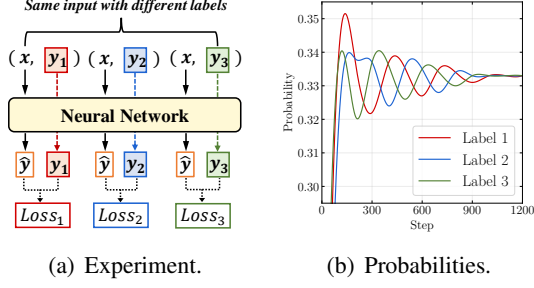 Same input with different labels
(x, y₁) (x, y₂) (x, y₃)
Neural Network
ŷ y₁ ŷ y₂ ŷ y₃
Loss₁ Loss₂ Loss₃
(a) Experiment.
0.35
0.34
0.33
0.32
0.31
0.30
Probability
Label 1
Label 2
Label 3
0 300 600 900 1200
Step
(b) Probabilities.